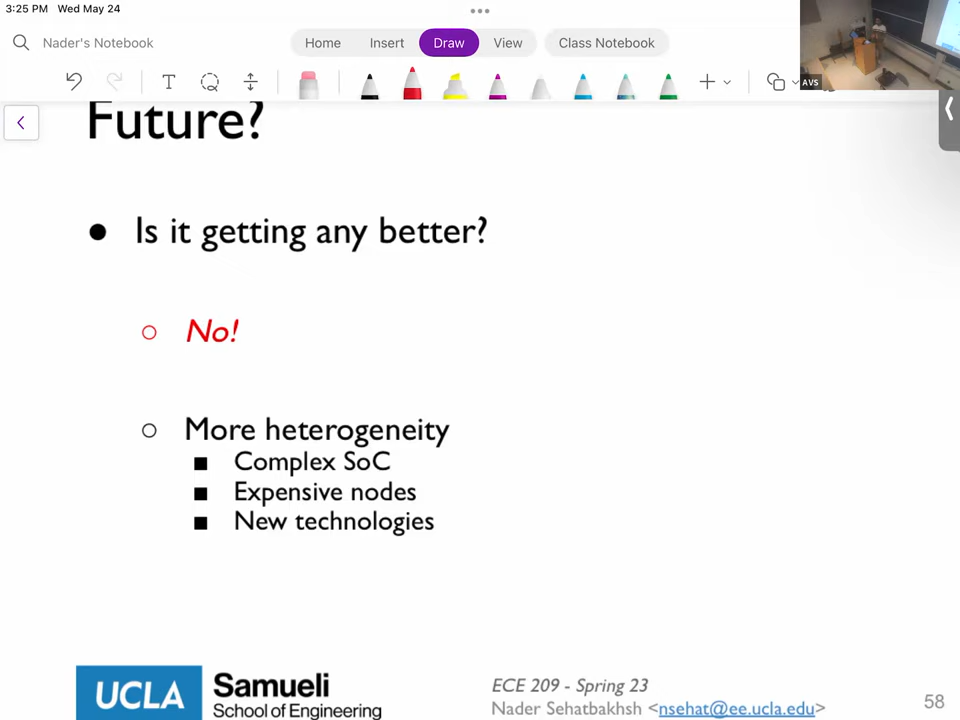 3:25 PM Wed May 24
Nader's Notebook
Home Insert Draw View Class Notebook
T
AVS
Future?
● Is it getting any better?
○ No!
○ More heterogeneity
■ Complex SoC
■ Expensive nodes
■ New technologies
UCLA Samueli
School of Engineering
ECE 209 - Spring 23
Nader Sehatbakhsh <nsehat@ee.ucla.edu>
58